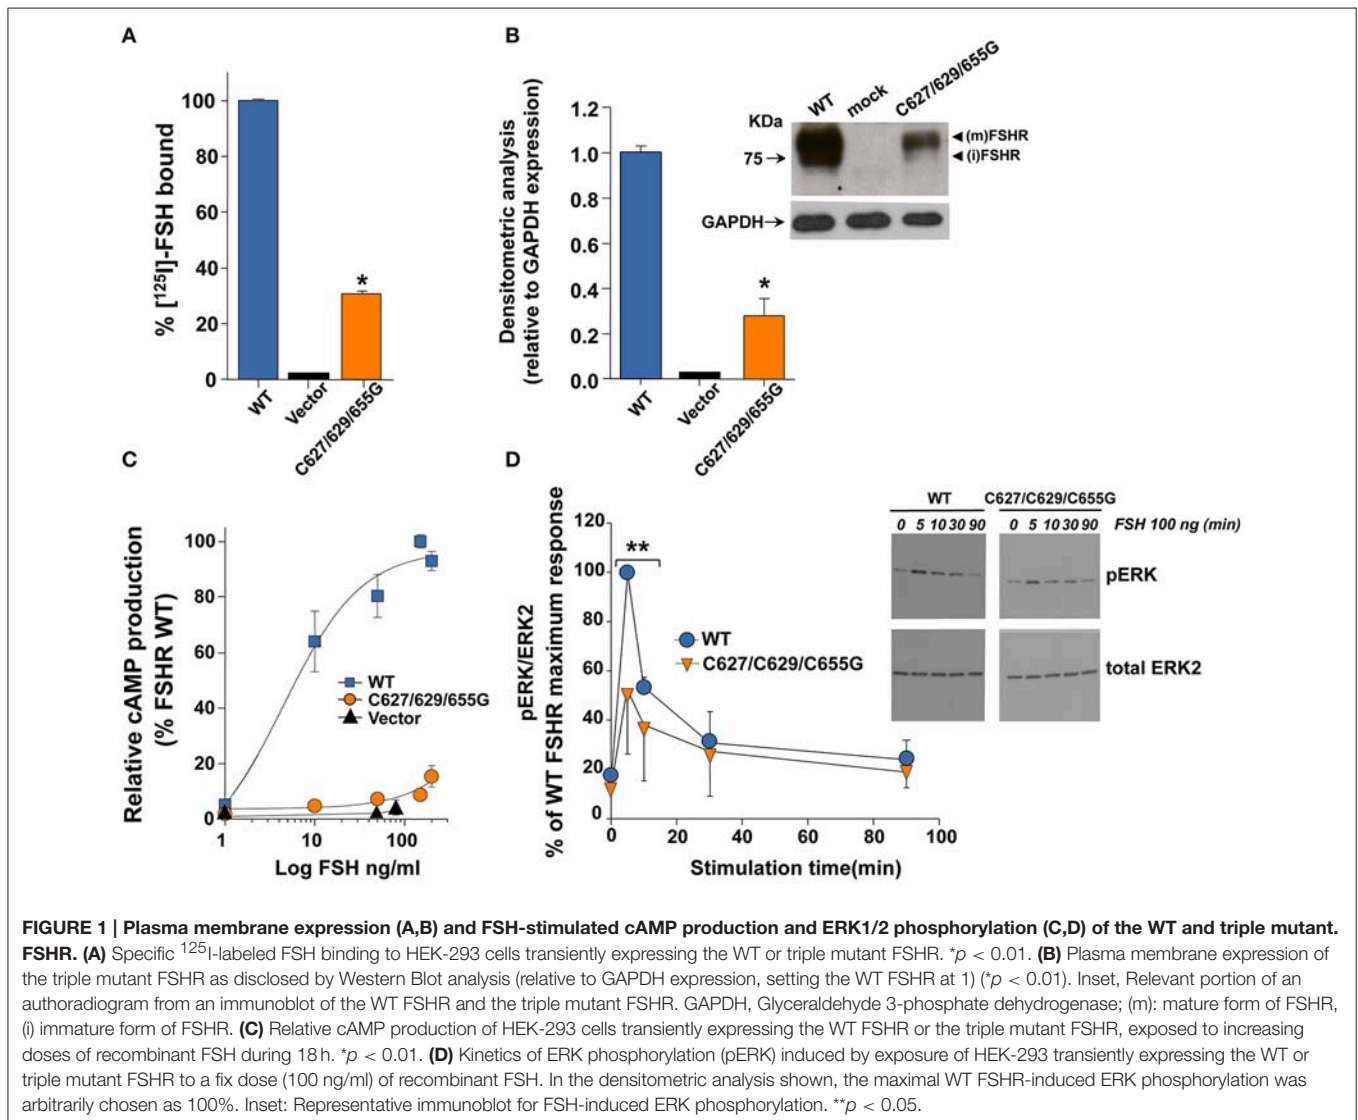 A
% [125I]-FSH bound
100
80
60
40
20
0
WT
Vector
C627/629/655G
B
Densitometric analysis
(relative to GAPDH expression)
1.2
1.0
0.8
0.6
0.4
0.2
0.0
*
*
WT
Vector
C627/629/655G
WT
mock
C627/629/655G
KDa
75→
◄(m)FSHR
◄(i)FSHR
GAPDH→
C
Relative cAMP production
(% FSHR WT)
100
80
60
40
20
0
1
10
100
Log FSH ng/ml
WT
C627/629/655G
Vector
D
pERK/ERK2
% of WT FSHR maximum response
120
100
80
60
40
20
0
**
WT
C627/C629/C655G
0
20
40
60
80
100
Stimulation time(min)
WT
C627/C629/C655G
0 5 10 30 90
0 5 10 30 90
FSH 100 ng (min)
pERK
total ERK2
FIGURE 1 | Plasma membrane expression (A,B) and FSH-stimulated cAMP production and ERK1/2 phosphorylation (C,D) of the WT and triple mutant
FSHR. (A) Specific 125I-labeled FSH binding to HEK-293 cells transiently expressing the WT or triple mutant FSHR. *p < 0.01. (B) Plasma membrane expression of
the triple mutant FSHR as disclosed by Western Blot analysis (relative to GAPDH expression, setting the WT FSHR at 1) (*p < 0.01). Inset, Relevant portion of an
authoradiogram from an immunoblot of the WT FSHR and the triple mutant FSHR. GAPDH, Glyceraldehyde 3-phosphate dehydrogenase; (m): mature form of FSHR,
(i) immature form of FSHR. (C) Relative cAMP production of HEK-293 cells transiently expressing the WT FSHR or the triple mutant FSHR, exposed to increasing
doses of recombinant FSH during 18 h. *p < 0.01. (D) Kinetics of ERK phosphorylation (pERK) induced by exposure of HEK-293 transiently expressing the WT or
triple mutant FSHR to a fix dose (100 ng/ml) of recombinant FSH. In the densitometric analysis shown, the maximal WT FSHR-induced ERK phosphorylation was
arbitrarily chosen as 100%. Inset: Representative immunoblot for FSH-induced ERK phosphorylation. **p < 0.05.